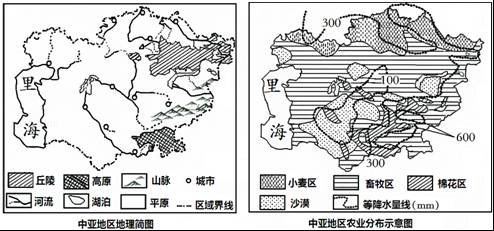 里
海
丘陵 高原 山脉 城市
河流 湖泊 平原 区域界线
中亚地区地理简图
300
100
里
海
600
300
小麦区 畜牧区 棉花区
沙漠 等降水量线(mm)
中亚地区农业分布示意图